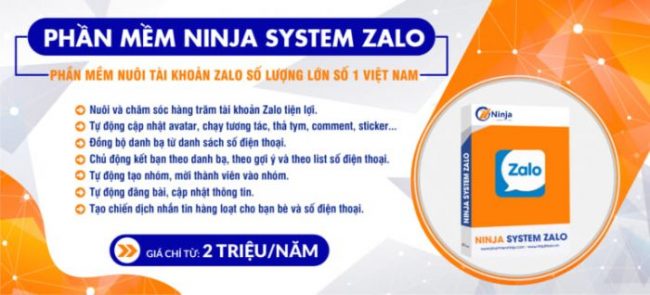 PHẦN MỀM NINJA SYSTEM ZALO
PHẦN MỀM NUÔI TÀI KHOẢN ZALO SỐ LƯỢNG LỚN SỐ 1 VIỆT NAM
Nuôi và chăm sóc hàng trăm tài khoản Zalo tiện lợi.
Tự động cập nhật avatar, chạy tương tác, thả tym, comment, sticker...
Đồng bộ danh bạ từ danh sách số điện thoại.
Chủ động kết bạn theo danh bạ, theo gợi ý và theo list số điện thoại.
Tự động tạo nhóm, mời thành viên vào nhóm.
Tự động đăng bài, cập nhật thông tin.
Tạo chiến dịch nhắn tin hàng loạt cho bạn bè và số điện thoại.
GIÁ CHỈ TỪ: 2 TRIỆU/NĂM
Ninja
Zalo
NINJA SYSTEM ZALO
NINJA SYSTEM ZALO